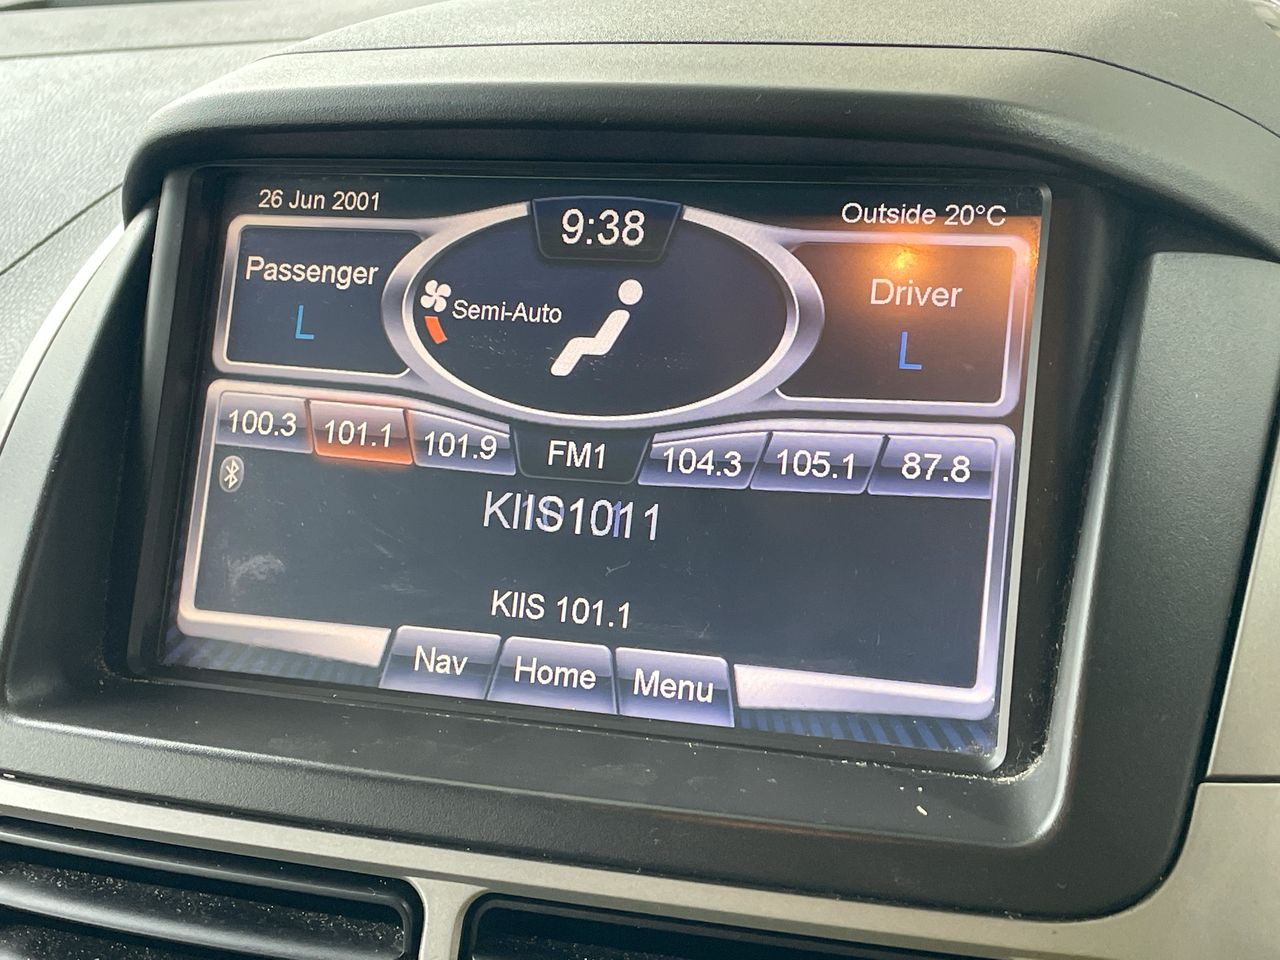 26 Jun 2001
9:38
Outside 20°C
Passenger
L
Semi-Auto
Driver
L
100.3
101.1
101.9
FM1
104.3
105.1
87.8
KIIS1011
KIIS 101.1
Nav
Home
Menu